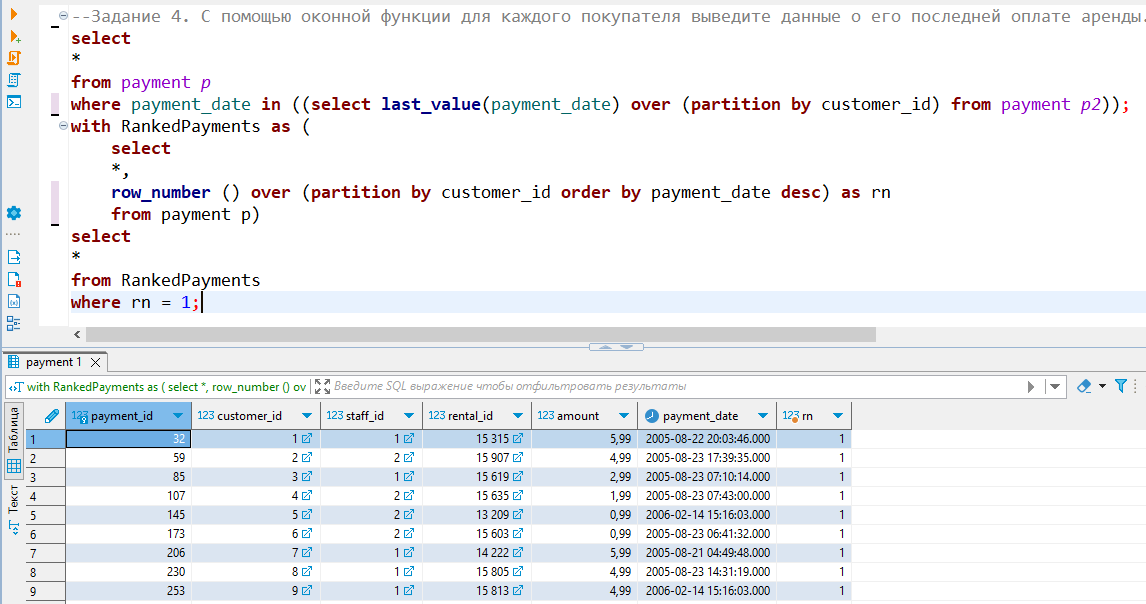 --Задание 4. С помощью оконной функции для каждого покупателя выведите данные о его последней оплате аренды.
select
*
from payment p
where payment_date in ((select last_value(payment_date) over (partition by customer_id) from payment p2));
with RankedPayments as (
select
*,
row_number () over (partition by customer_id order by payment_date desc) as rn
from payment p)
select
*
from RankedPayments
where rn = 1;
payment 1
with RankedPayments as ( select *, row_number () ov Введите SQL выражение чтобы отфильтровать результаты
Таблица
Текст
payment_id 123 customer_id 123 staff_id 123 rental_id 123 amount payment_date 123 rn
1 32 1 1 15 315 5,99 2005-08-22 20:03:46.000 1
2 59 2 2 15 907 4,99 2005-08-23 17:39:35.000 1
3 85 3 1 15 619 2,99 2005-08-23 07:10:14.000 1
4 107 4 2 15 635 1,99 2005-08-23 07:43:00.000 1
5 145 5 2 13 209 0,99 2006-02-14 15:16:03.000 1
6 173 6 2 15 603 0,99 2005-08-23 06:41:32.000 1
7 206 7 1 14 222 5,99 2005-08-21 04:49:48.000 1
8 230 8 1 15 805 4,99 2005-08-23 14:31:19.000 1
9 253 9 1 15 813 4,99 2006-02-14 15:16:03.000 1